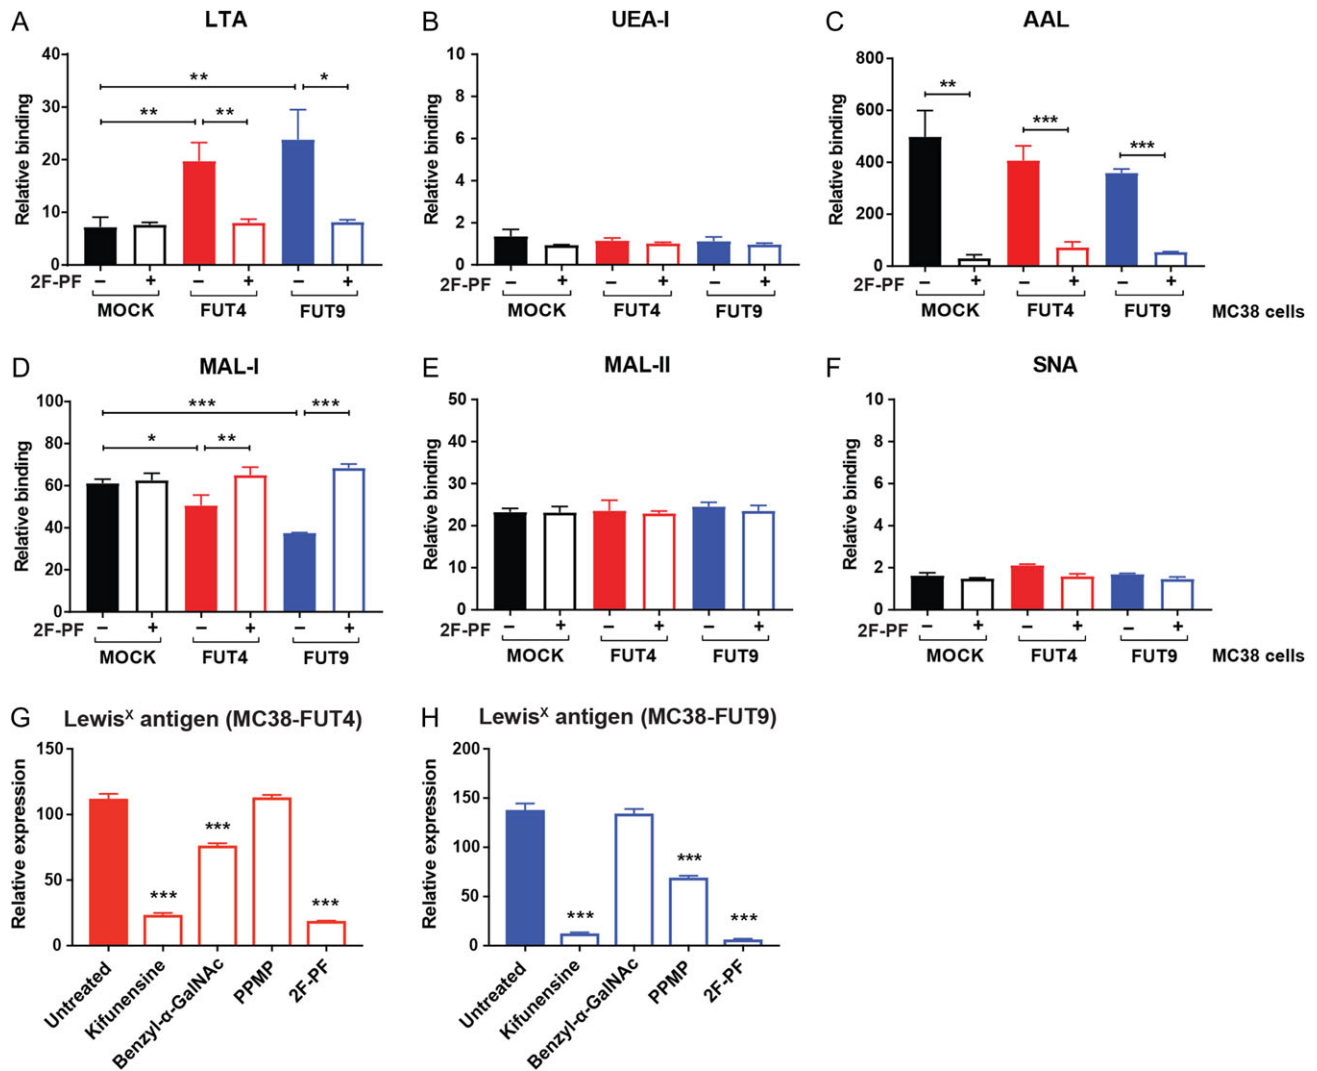 A LTA
Relative binding
40
30
20
10
0
** *
** **
2F-PF – + – + – +
MOCK FUT4 FUT9
B UEA-I
Relative binding
10
8
6
4
2
0
2F-PF – + – + – +
MOCK FUT4 FUT9
C AAL
Relative binding
800
600
400
200
0
**
***
***
2F-PF – + – + – +
MOCK FUT4 FUT9 MC38 cells
D MAL-I
Relative binding
100
80
60
40
20
0
*** ***
* **
2F-PF – + – + – +
MOCK FUT4 FUT9
E MAL-II
Relative binding
50
40
30
20
10
0
2F-PF – + – + – +
MOCK FUT4 FUT9
F SNA
Relative binding
10
8
6
4
2
0
2F-PF – + – + – +
MOCK FUT4 FUT9 MC38 cells
G Lewisˣ antigen (MC38-FUT4)
Relative expression
150
100
50
0
***
***
***
Untreated
Kifunensine
Benzyl-α-GalNAc
PPMP
2F-PF
H Lewisˣ antigen (MC38-FUT9)
Relative expression
200
150
100
50
0
***
***
***
Untreated
Kifunensine
Benzyl-α-GalNAc
PPMP
2F-PF